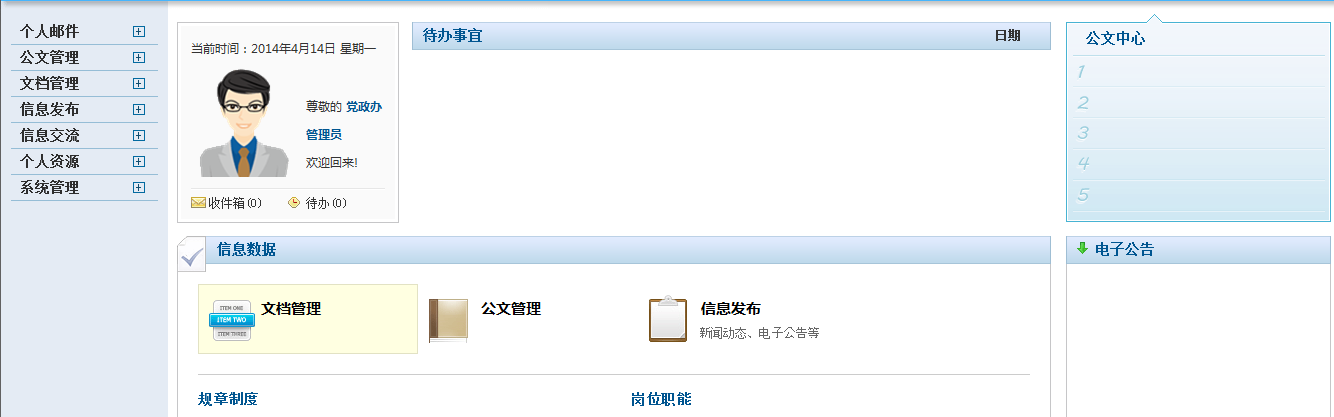 个人邮件
公文管理
文档管理
信息发布
信息交流
个人资源
系统管理
当前时间：2014年4月14日 星期一
尊敬的 党政办
管理员
欢迎回来!
收件箱(0) 待办(0)
待办事宜 日期
公文中心
1
2
3
4
5
信息数据
ITEM ONE
ITEM TWO
ITEM THREE
文档管理
公文管理
信息发布
新闻动态、电子公告等
规章制度 岗位职能
电子公告